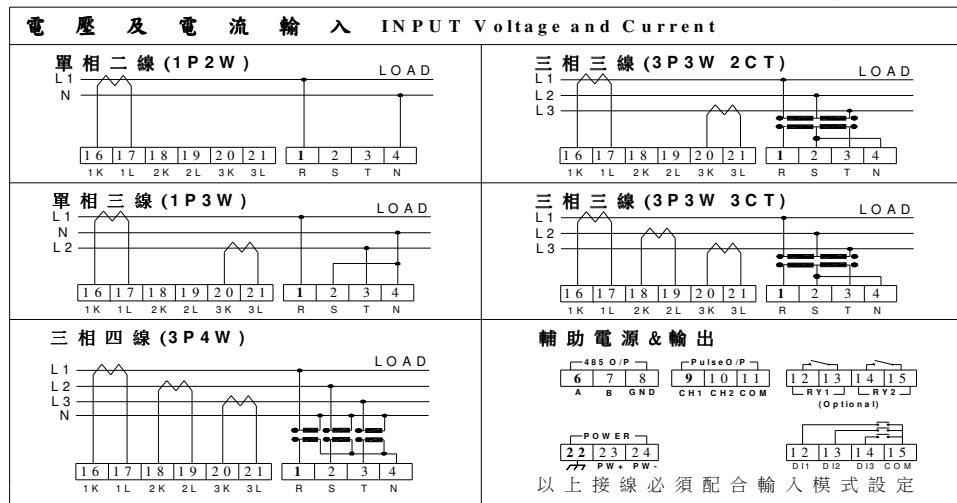 電壓及電流輸入 INPUT Voltage and Current
單相二線(1P2W)
L1
LOAD
N
16 17 18 19 20 21 1 2 3 4
1K 1L 2K 2L 3K 3L R S T N
三相三線(3P3W 2CT)
L1
LOAD
L2
L3
16 17 18 19 20 21 1 2 3 4
1K 1L 2K 2L 3K 3L R S T N
單相三線(1P3W)
L1
LOAD
N
L2
16 17 18 19 20 21 1 2 3 4
1K 1L 2K 2L 3K 3L R S T N
三相三線(3P3W 3CT)
L1
LOAD
L2
L3
16 17 18 19 20 21 1 2 3 4
1K 1L 2K 2L 3K 3L R S T N
三相四線(3P4W)
LOAD
L1
L2
L3
N
16 17 18 19 20 21 1 2 3 4
1K 1L 2K 2L 3K 3L R S T N
輔助電源&輸出
485 O/P PulseO/P
6 7 8 9 10 11 12 13 14 15
A B GND CH1 CH2 COM RY1 RY2
(Optional)
POWER
22 23 24 12 13 14 15
PW+ PW- DI1 DI2 DI3 COM
以上接線必須配合輸入模式設定